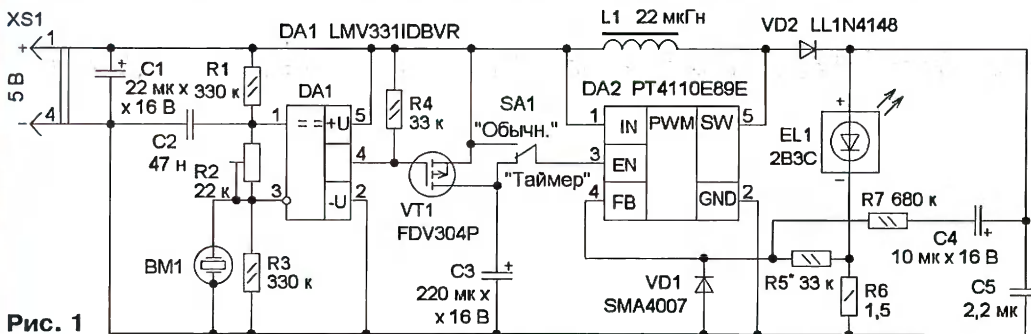 XS1
+
1
5 В
-
4
C1
22 мк x
x 16 В
R1
330 к
DA1 LMV331IDBVR
DA1
1
= =
+U
5
4
-U
2
3
C2
47 н
R2
22 к
BM1
R3
330 к
R4
33 к
VT1
FDV304P
SA1
"Обычн."
"Таймер"
C3
+
220 мк x
x 16 В
L1 22 мкГн
DA2 PT4110E89E
1
IN
PWM
SW
5
3
EN
4
FB
GND
2
VD1
SMA4007
VD2 LL1N4148
+
EL1
2В3С
−
R7 680 к
C4
+
10 мк x 16 В
R5* 33 к
R6
1,5
C5
2,2 мк
Рис. 1